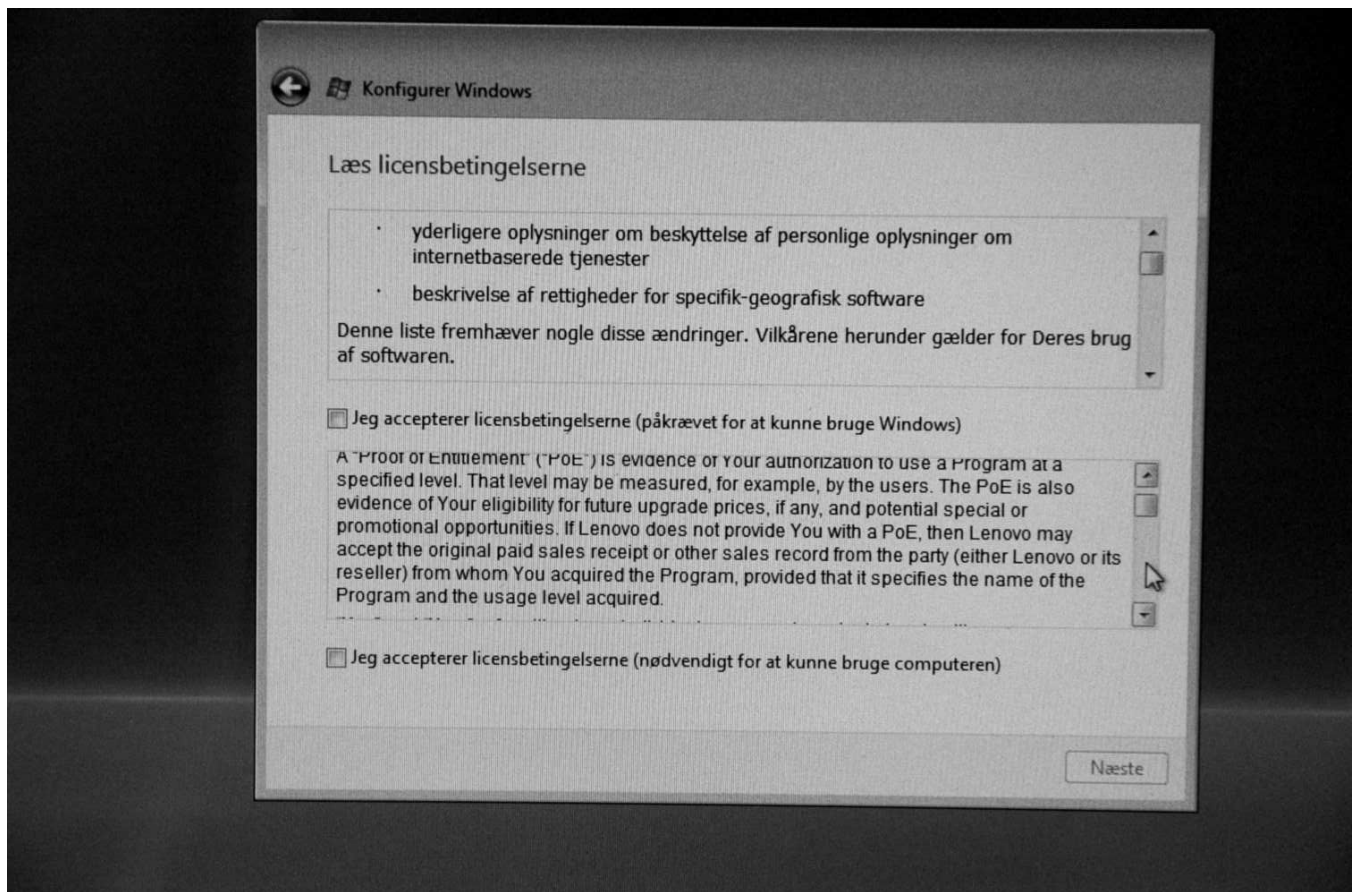 Konfigurer Windows
Læs licensbetingelserne
· yderligere oplysninger om beskyttelse af personlige oplysninger om
internetbaserede tjenester
· beskrivelse af rettigheder for specifik-geografisk software
Denne liste fremhæver nogle disse ændringer. Vilkårene herunder gælder for Deres brug
af softwaren.
Jeg accepterer licensbetingelserne (påkrævet for at kunne bruge Windows)
A "Proof of Entitlement" ("PoE") is evidence of Your authorization to use a Program at a
specified level. That level may be measured, for example, by the users. The PoE is also
evidence of Your eligibility for future upgrade prices, if any, and potential special or
promotional opportunities. If Lenovo does not provide You with a PoE, then Lenovo may
accept the original paid sales receipt or other sales record from the party (either Lenovo or its
reseller) from whom You acquired the Program, provided that it specifies the name of the
Program and the usage level acquired.
Jeg accepterer licensbetingelserne (nødvendigt for at kunne bruge computeren)
Næste